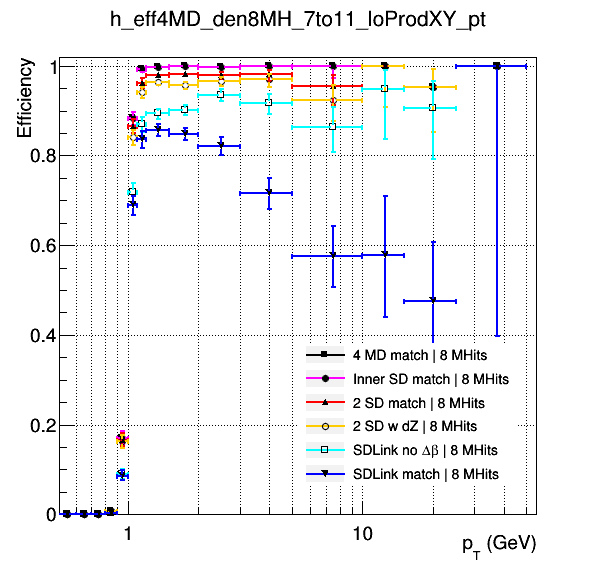 h_eff4MD_den8MH_7to11_loProdXY_pt
Efficiency
1
0.8
0.6
0.4
0.2
0
4 MD match | 8 MHits
Inner SD match | 8 MHits
2 SD match | 8 MHits
2 SD w dZ | 8 MHits
SDLink no Δβ | 8 MHits
SDLink match | 8 MHits
1
10
p_T (GeV)